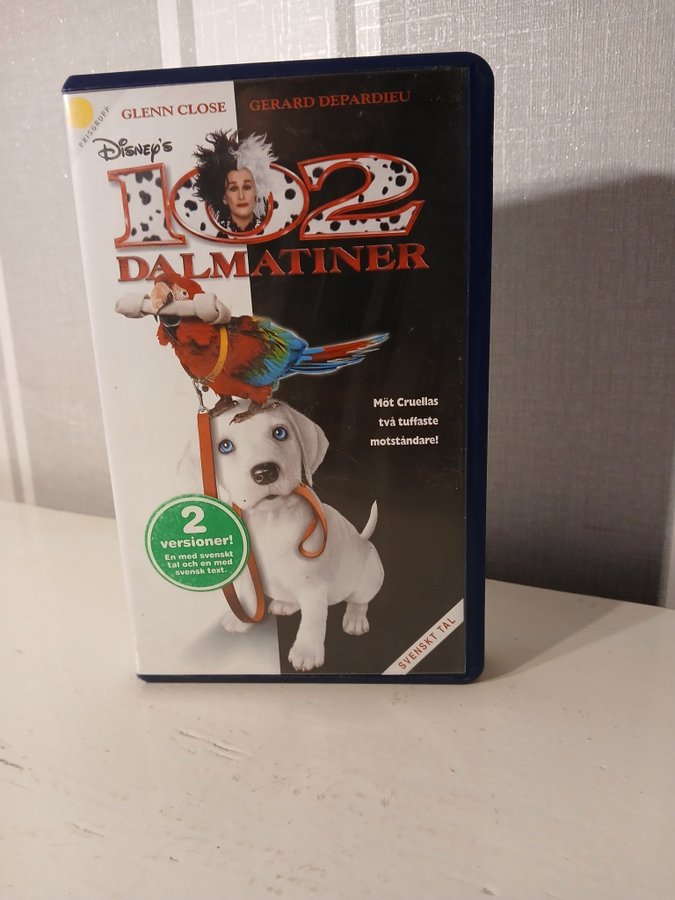 PRISGRUPP
GLENN CLOSE GERARD DEPARDIEU
DISNEY'S
102
DALMATINER
Möt Cruellas
två tuffaste
motståndare!
2
versioner!
En med svenskt
tal och en med
svensk text.
SVENSKT TAL